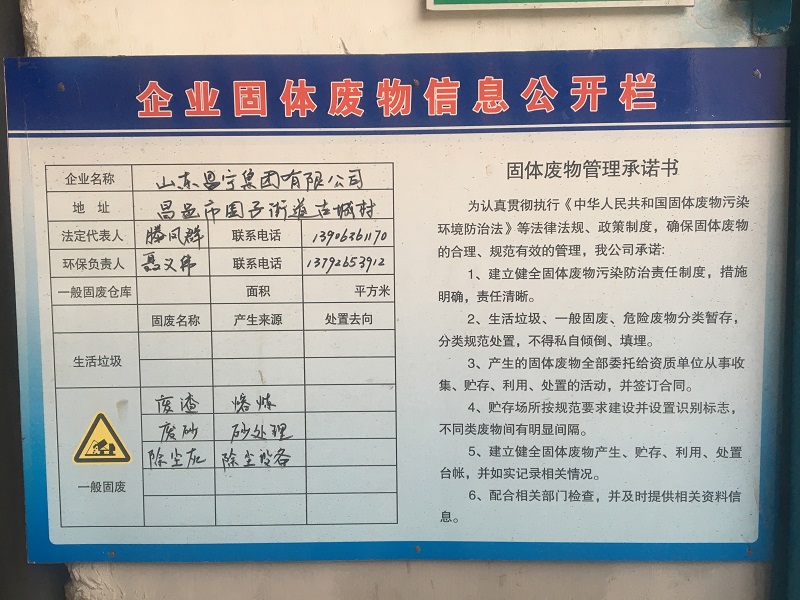 企业固体废物信息公开栏
企业名称 山东昌宁集团有限公司
地 址 昌邑市围子街道古城村
法定代表人 滕风群 联系电话 13906361170
环保负责人 高义伟 联系电话 13792653912
一般固废仓库 面积 平方米
固废名称 产生来源 处置去向
生活垃圾
废渣 熔炼
废砂 砂处理
除尘灰 除尘设备
一般固废
固体废物管理承诺书
为认真贯彻执行《中华人民共和国固体废物污染
环境防治法》等法律法规、政策制度，确保固体废物
的合理、规范有效的管理，我公司承诺:
1、建立健全固体废物污染防治责任制度，措施
明确，责任清晰。
2、生活垃圾、一般固废、危险废物分类暂存，
分类规范处置，不得私自倾倒、填埋。
3、产生的固体废物全部委托给资质单位从事收
集、贮存、利用、处置的活动，并签订合同。
4、贮存场所按规范要求建设并设置识别标志，
不同类废物间有明显间隔。
5、建立健全固体废物产生、贮存、利用、处置
台帐，并如实记录相关情况。
6、配合相关部门检查，并及时提供相关资料信
息。